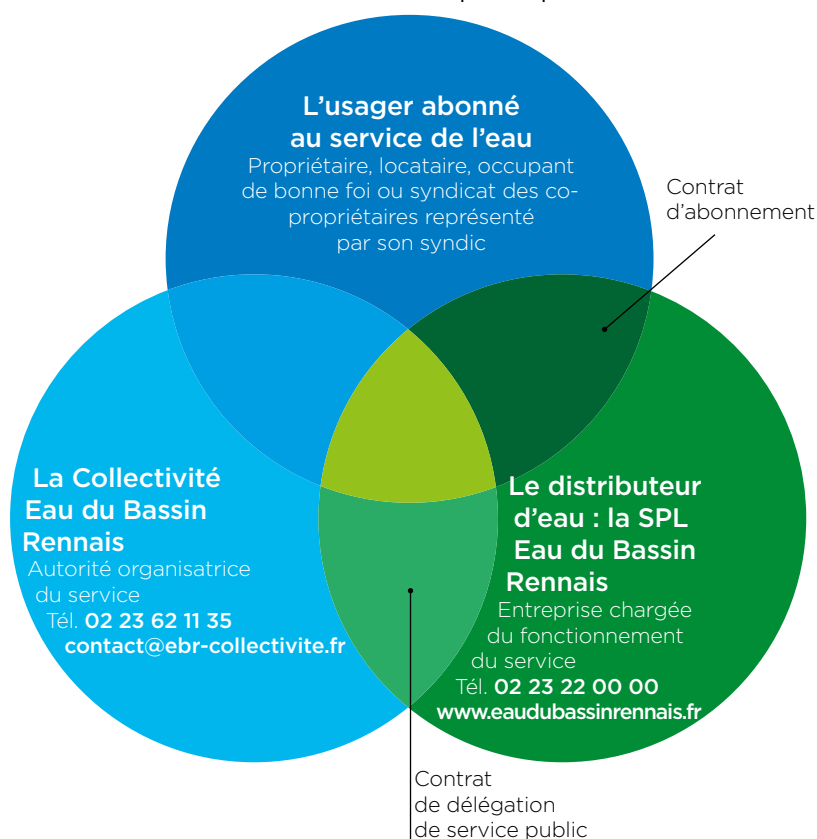 L'usager abonné
au service de l'eau
Propriétaire, locataire, occupant
de bonne foi ou syndicat des co-
propriétaires représenté
par son syndic
Contrat
d'abonnement
La Collectivité
Eau du Bassin
Rennais
Autorité organisatrice
du service
Tél. 02 23 62 11 35
contact@ebr-collectivite.fr
Le distributeur
d'eau : la SPL
Eau du Bassin
Rennais
Entreprise chargée
du fonctionnement
du service
Tél. 02 23 22 00 00
www.eaudubassinrennais.fr
Contrat
de délégation
de service public